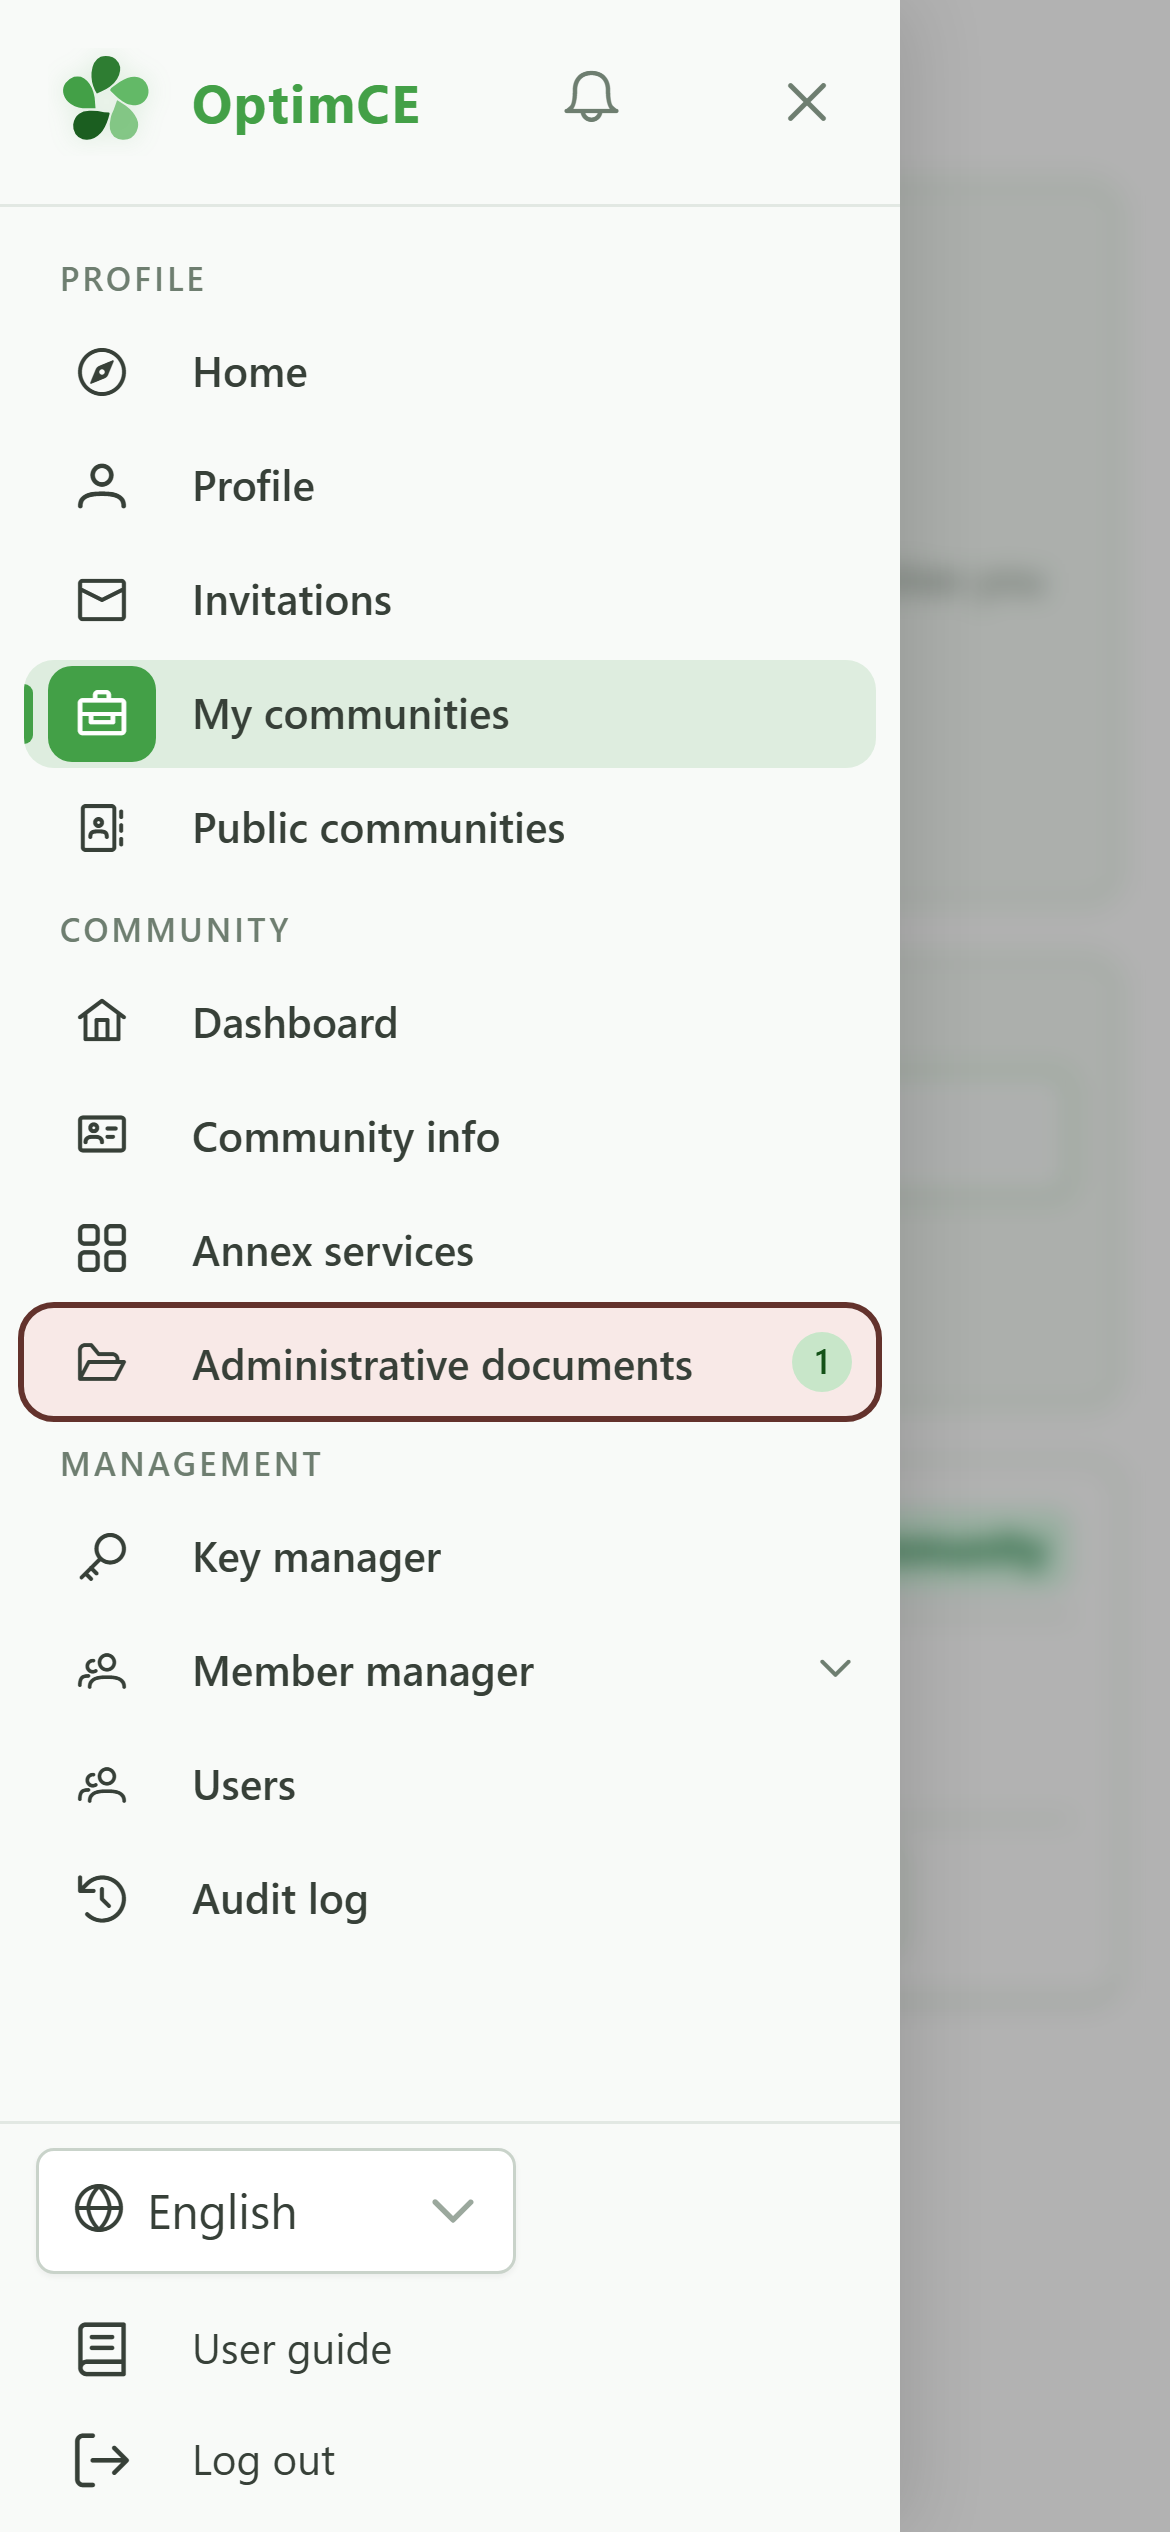 OptimCE
PROFILE
Home
Profile
Invitations
My communities
Public communities
COMMUNITY
Dashboard
Community info
Annex services
Administrative documents 1
MANAGEMENT
Key manager
Member manager
Users
Audit log
English
User guide
Log out